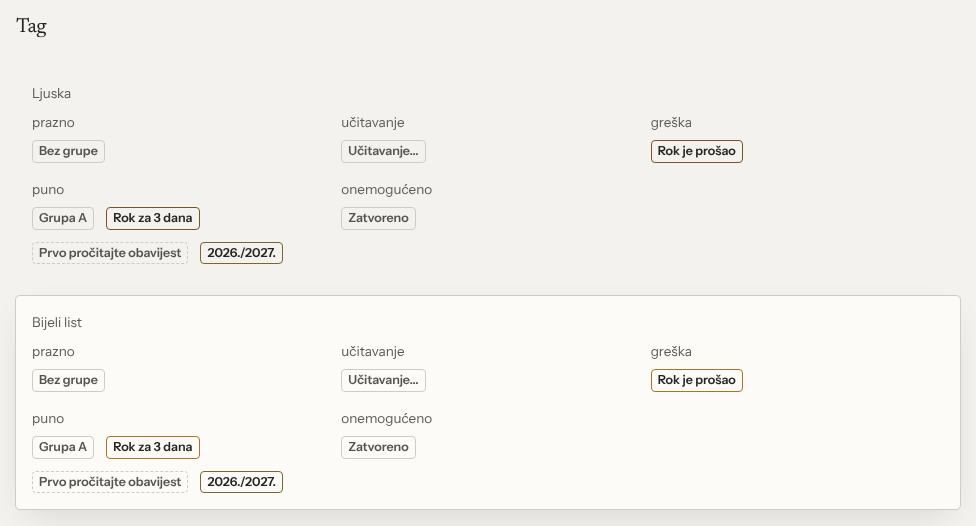 Tag
Ljuska
prazno učitavanje greška
Bez grupe Učitavanje... Rok je prošao
puno onemogućeno
Grupa A Rok za 3 dana Zatvoreno
Prvo pročitajte obavijest 2026./2027.
Bijeli list
prazno učitavanje greška
Bez grupe Učitavanje... Rok je prošao
puno onemogućeno
Grupa A Rok za 3 dana Zatvoreno
Prvo pročitajte obavijest 2026./2027.